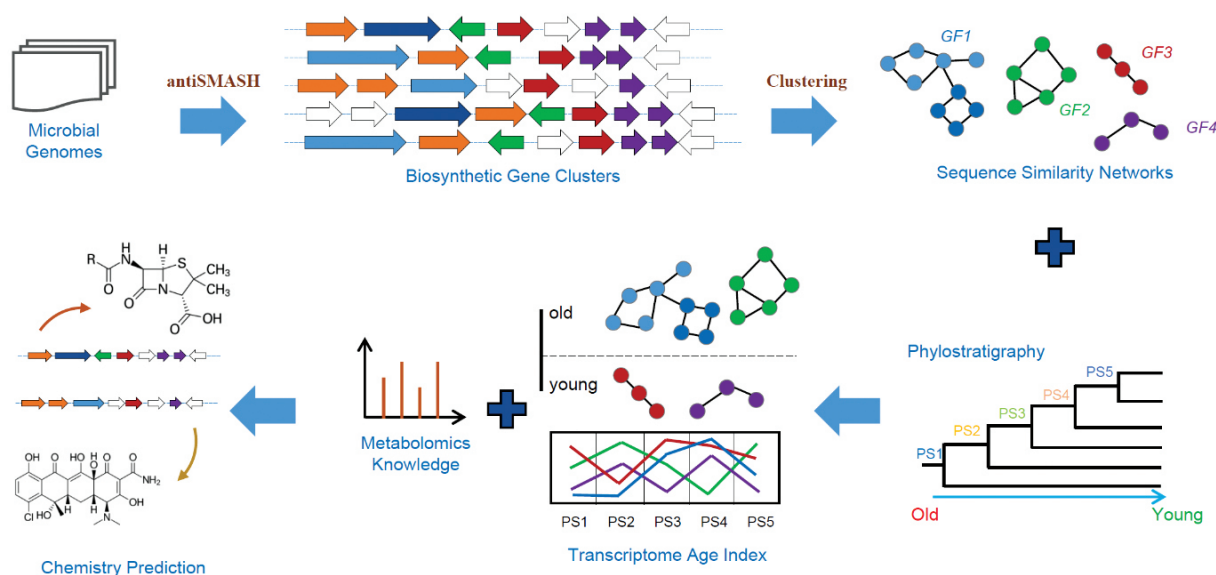 antiSMASH
Microbial
Genomes
Biosynthetic Gene Clusters
Clustering
GF1
GF2
GF3
GF4
Sequence Similarity Networks
Phylostratigraphy
PS1
PS2
PS3
PS4
PS5
Old
Young
old
young
PS1 PS2 PS3 PS4 PS5
Transcriptome Age Index
Metabolomics
Knowledge
R
H
N
O
H
S
CH3
CH3
N
O
O
OH
OH
O
HO
OH
O
O
NH2
Cl
HO
H
H
OH
N
Chemistry Prediction